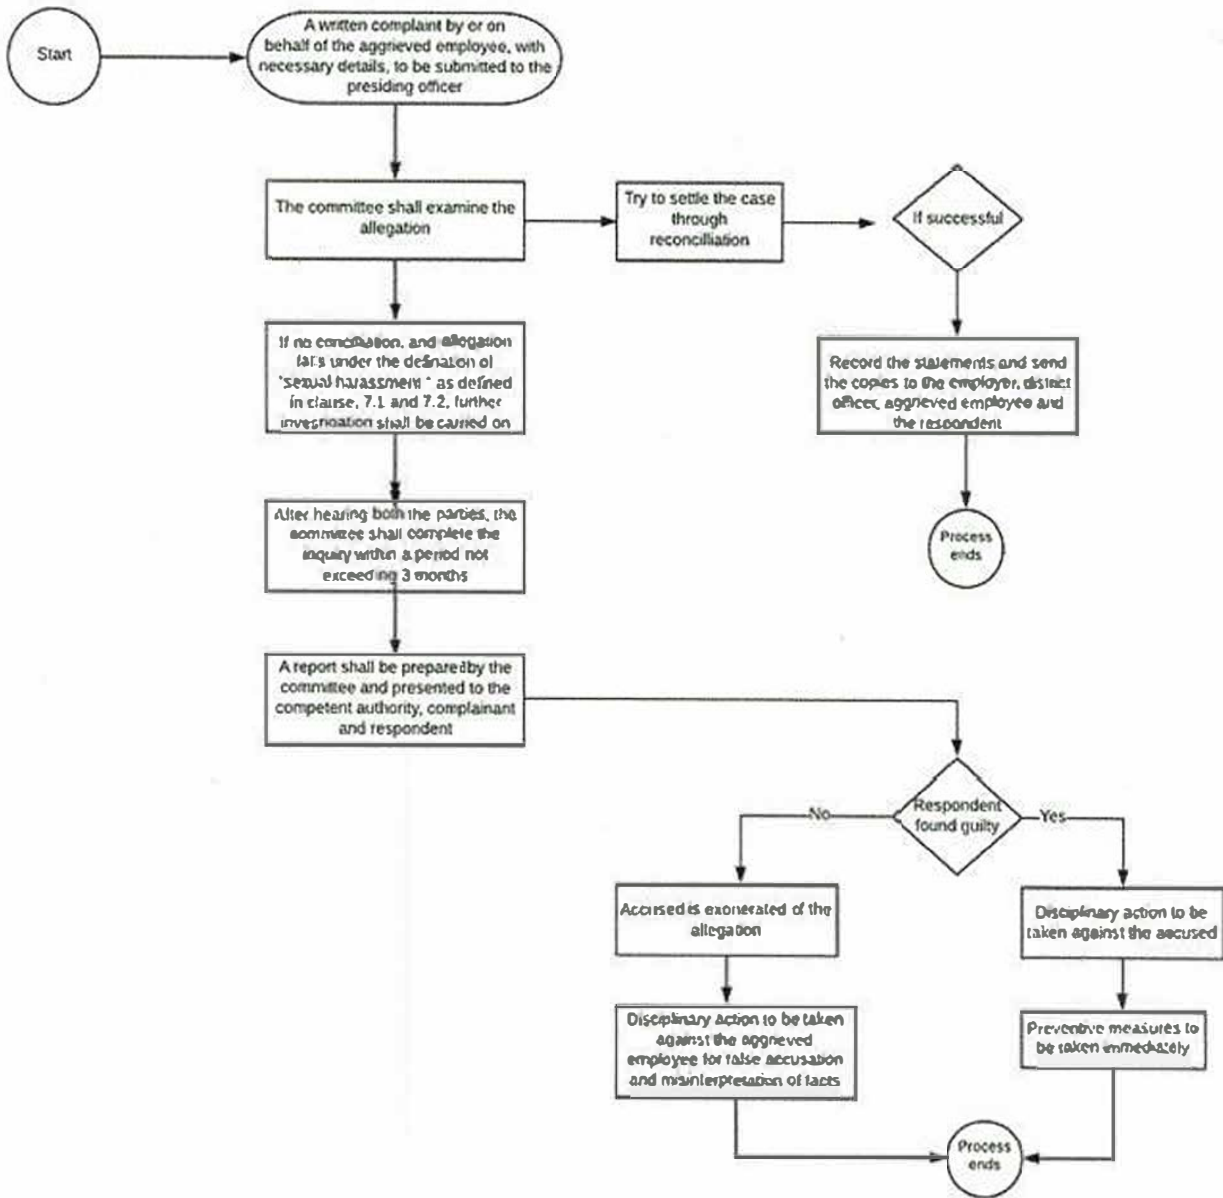 Start
A written complaint by or on
behalf of the aggrieved employee, with
necessary details, to be submitted to the
presiding officer
The committee shall examine the
allegation
Try to settle the case
through
reconcilliation
If successful
If no conciliation, and allegation
falls under the defination of
"sexual harassment " as defined
in clause, 7.1 and 7.2, further
investigation shall be carried on
Record the statements and send
the copies to the employer, district
officer, aggrieved employee and
the respondent
After hearing both the parties, the
committee shall complete the
inquiry within a period not
exceeding 3 months
Process
ends
A report shall be prepared by the
committee and presented to the
competent authority, complainant
and respondent
Respondent
found guilty
No
Yes
Accused is exonerated of the
allegation
Disciplinary action to be
taken against the accused
Disciplinary action to be taken
against the aggrieved
employee for false accusation
and misinterpretation of facts
Preventive measures to
be taken immediately
Process
ends